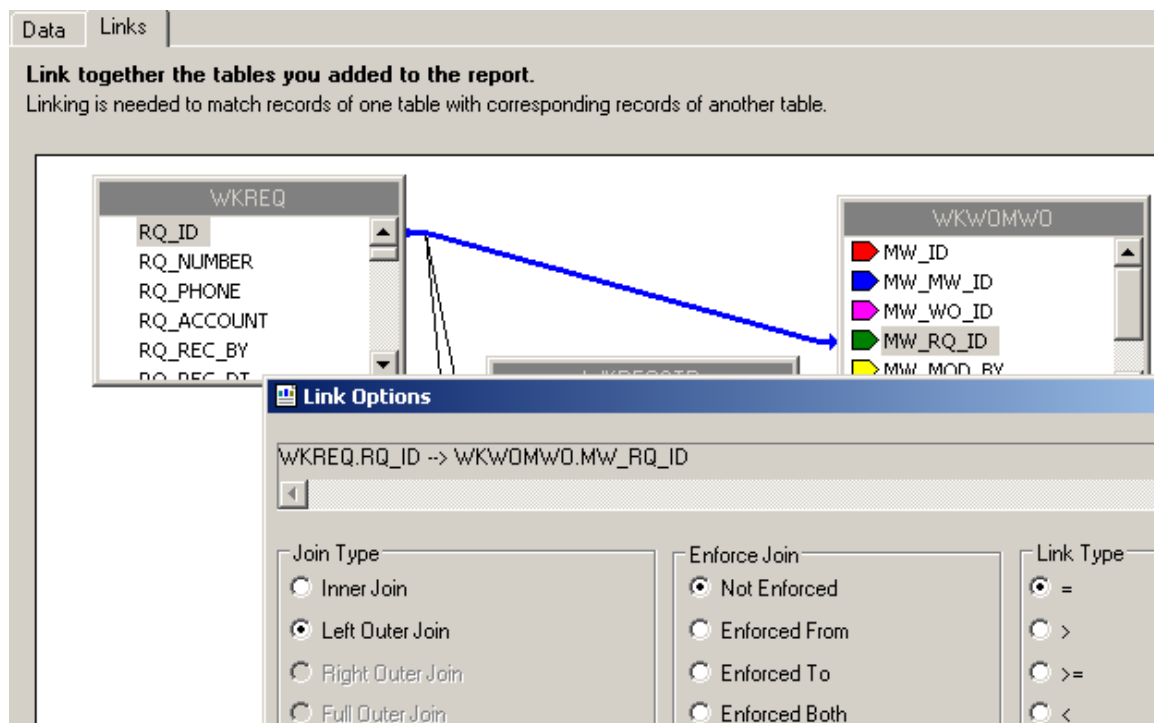 Data Links
Link together the tables you added to the report.
Linking is needed to match records of one table with corresponding records of another table.
WKREQ
RQ_ID
RQ_NUMBER
RQ_PHONE
RQ_ACCOUNT
RQ_REC_BY
RQ_REC_DT
WKWOMWO
MW_ID
MW_MW_ID
MW_WO_ID
MW_RQ_ID
MW_MOD_BY
Link Options
WKREQ.RQ_ID --> WKWOMWO.MW_RQ_ID
Join Type
Inner Join
Left Outer Join
Right Outer Join
Full Outer Join
Enforce Join
Not Enforced
Enforced From
Enforced To
Enforced Both
Link Type
=
>
>=
<